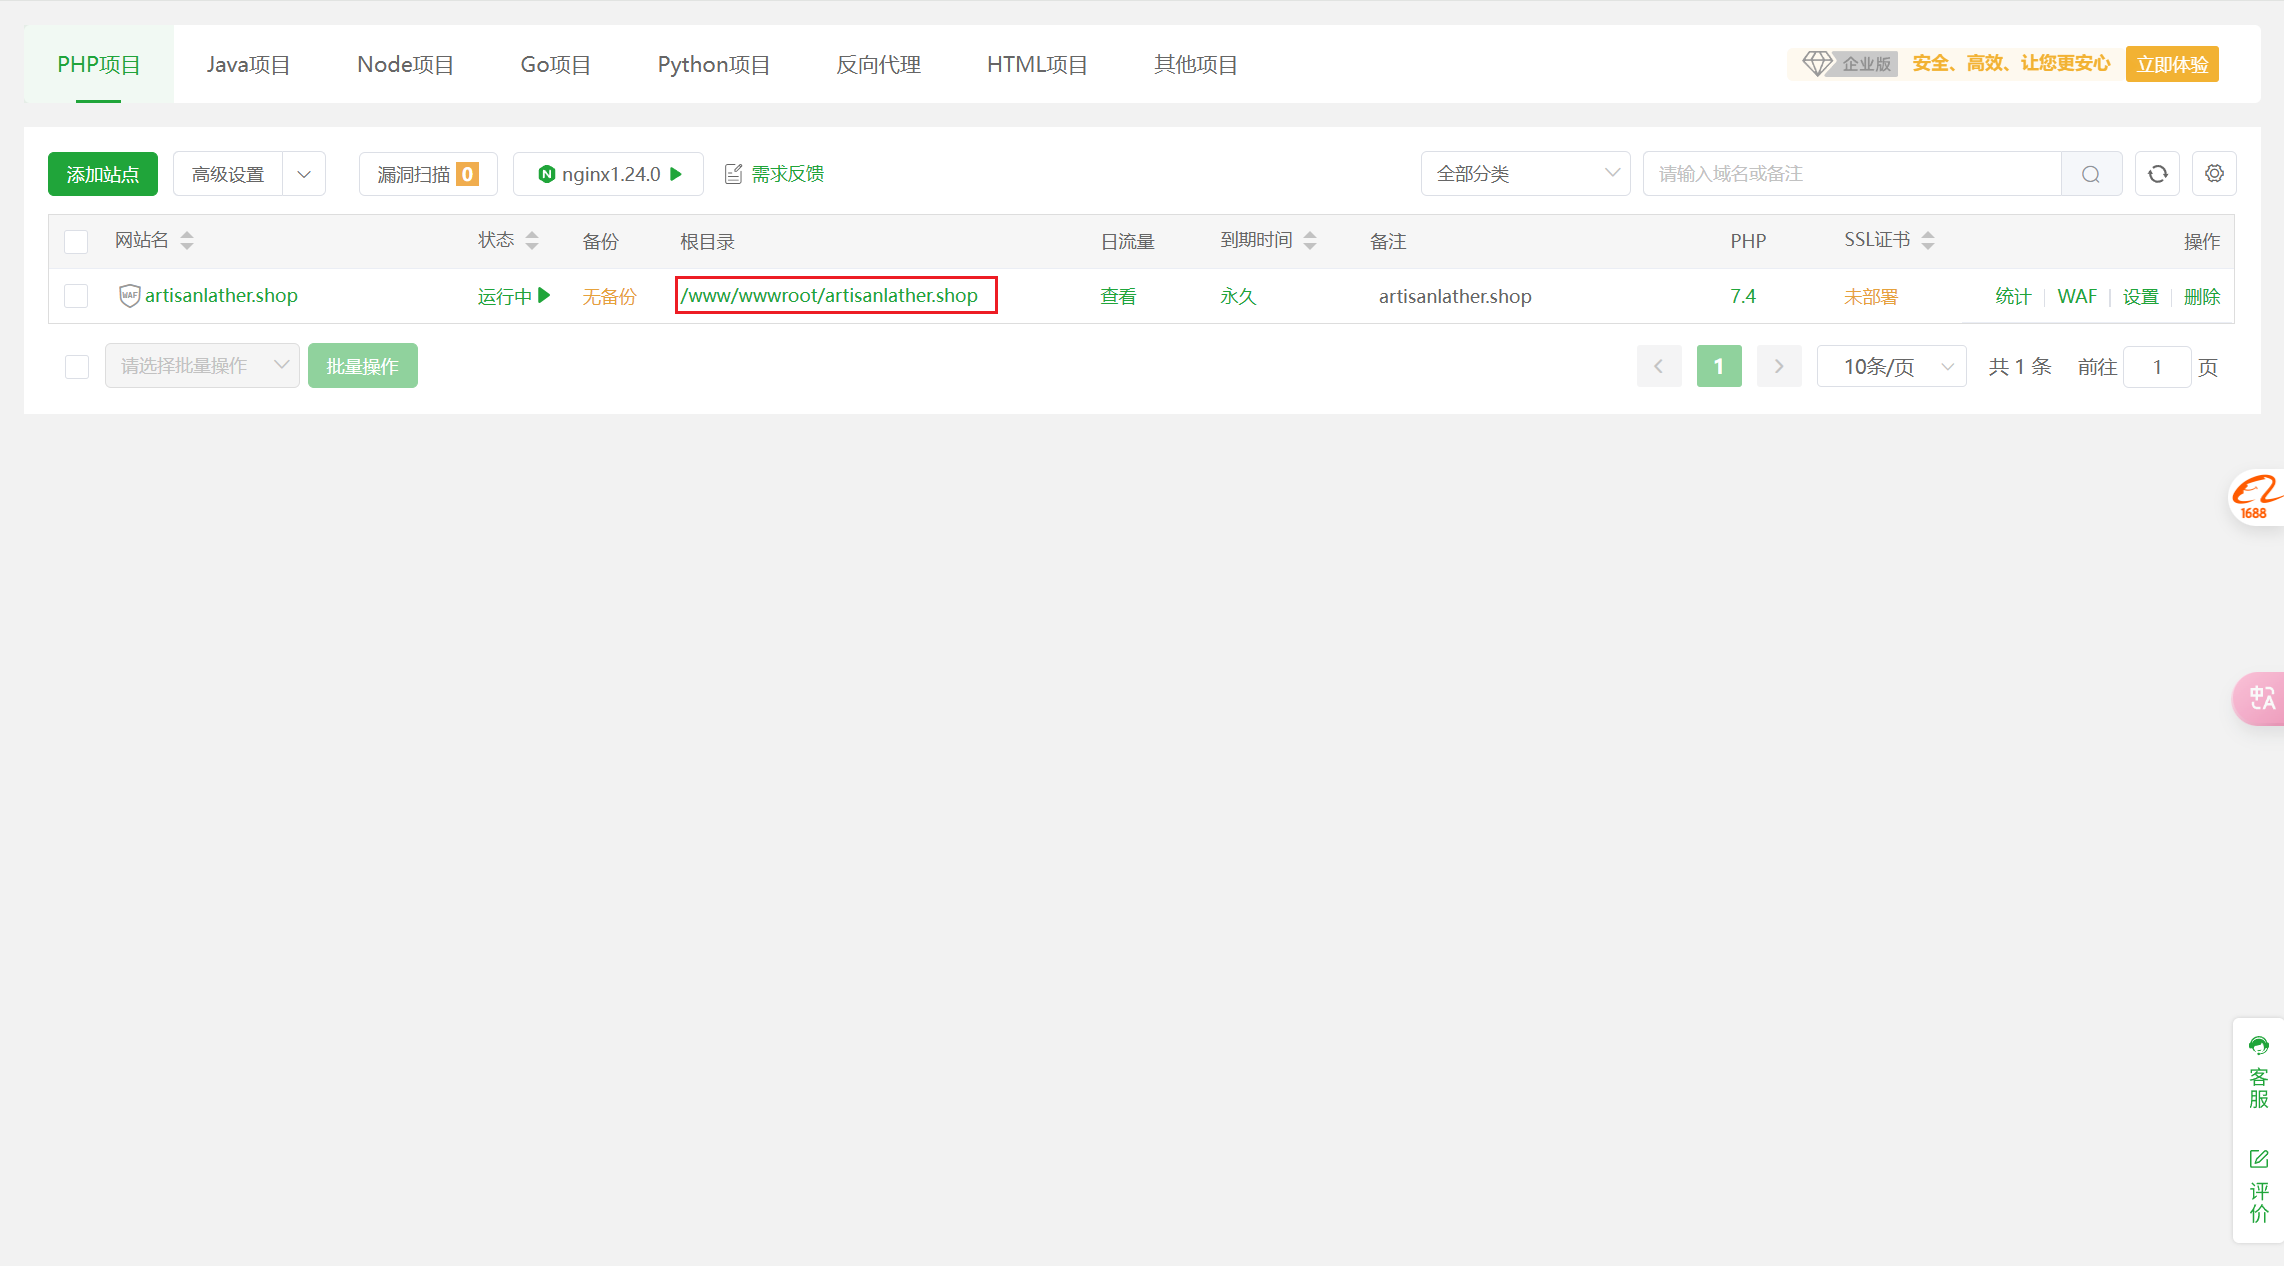 PHP项目 Java项目 Node项目 Go项目 Python项目 反向代理 HTML项目 其他项目 企业版 安全、高效、让您更安心 立即体验
添加站点 高级设置 漏洞扫描 0 nginx1.24.0 需求反馈 全部分类 请输入域名或备注
网站名 状态 备份 根目录 日流量 到期时间 备注 PHP SSL证书 操作
WAF artisanlather.shop 运行中 无备份 /www/wwwroot/artisanlather.shop 查看 永久 artisanlather.shop 7.4 未部署 统计 WAF 设置 删除
请选择批量操作 批量操作 1 10条/页 共 1 条 前往 1 页
1688
中A
客服
评价